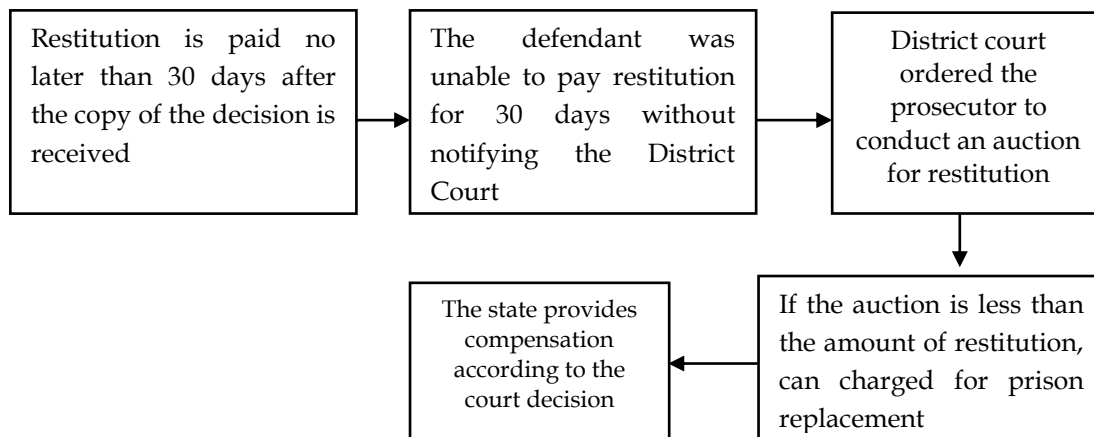 Restitution is paid no
later than 30 days after
the copy of the decision is
received
The defendant was
unable to pay restitution
for 30 days without
notifying the District
Court
District court
ordered the
prosecutor to
conduct an auction
for restitution
If the auction is less than
the amount of restitution,
can charged for prison
replacement
The state provides
compensation
according to the
court decision